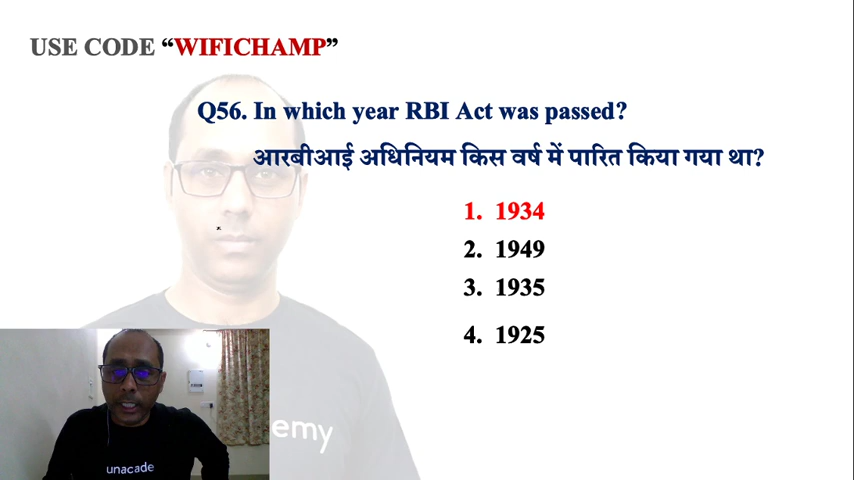 USE CODE “WIFICHAMP”
Q56. In which year RBI Act was passed?
आरबीआई अधिनियम किस वर्ष में पारित किया गया था?
1. 1934
2. 1949
3. 1935
4. 1925
emy
unacade